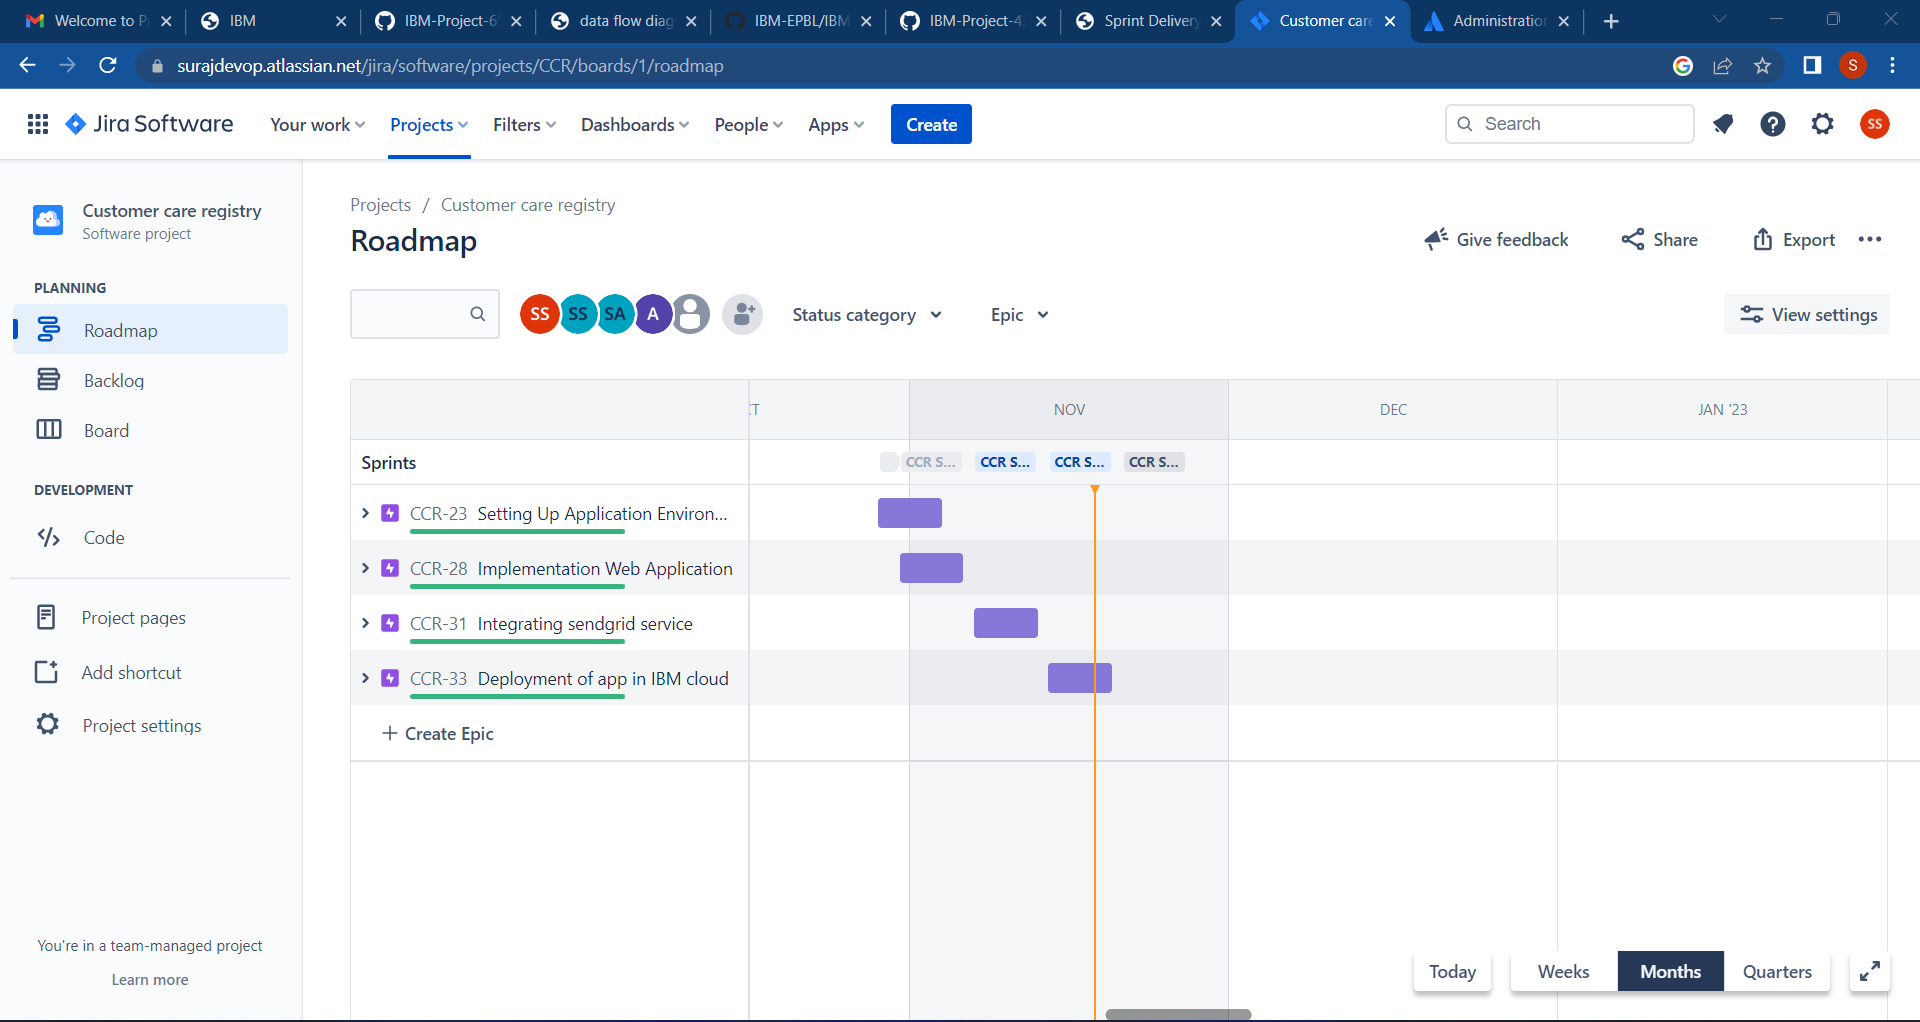 Welcome to P
IBM
IBM-Project-6
data flow diag
IBM-EPBL/IBM
IBM-Project-4
Sprint Delivery
Customer care
Administration
surajdevop.atlassian.net/jira/software/projects/CCR/boards/1/roadmap
S
Jira Software
Your work
Projects
Filters
Dashboards
People
Apps
Create
Search
SS
Customer care registry
Software project
PLANNING
Roadmap
Backlog
Board
DEVELOPMENT
Code
Project pages
Add shortcut
Project settings
You're in a team-managed project
Learn more
Projects / Customer care registry
Roadmap
Give feedback
Share
Export
SS
SS
SA
A
Status category
Epic
View settings
NOV
DEC
JAN '23
Sprints
CCR S...
CCR S...
CCR S...
CCR S...
CCR-23 Setting Up Application Environ...
CCR-28 Implementation Web Application
CCR-31 Integrating sendgrid service
CCR-33 Deployment of app in IBM cloud
+ Create Epic
Today
Weeks
Months
Quarters